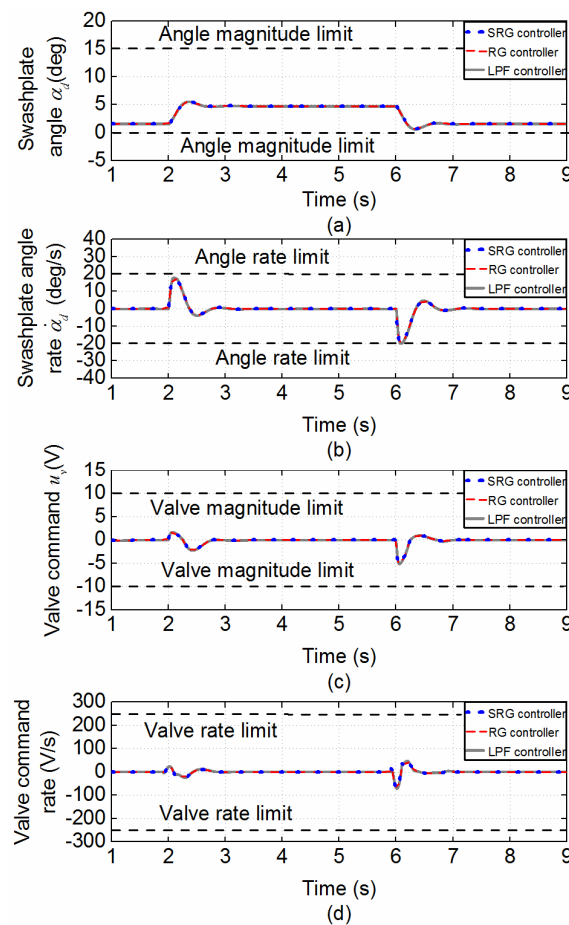 20
15
10
5
0
-5
Swashplate
angle α_d(deg)
Angle magnitude limit
SRG controller
RG controller
LPF controller
Angle magnitude limit
1 2 3 4 5 6 7 8 9
Time (s)
(a)
40
30
20
10
0
-10
-20
-30
-40
Swashplate angle
rate α̇_d (deg/s)
Angle rate limit
SRG controller
RG controller
LPF controller
Angle rate limit
1 2 3 4 5 6 7 8 9
Time (s)
(b)
15
10
5
0
-5
-10
-15
Valve command u_v(V)
Valve magnitude limit
SRG controller
RG controller
LPF controller
Valve magnitude limit
1 2 3 4 5 6 7 8 9
Time (s)
(c)
300
200
100
0
-100
-200
-300
Valve command
rate (V/s)
Valve rate limit
SRG controller
RG controller
LPF controller
Valve rate limit
1 2 3 4 5 6 7 8 9
Time (s)
(d)